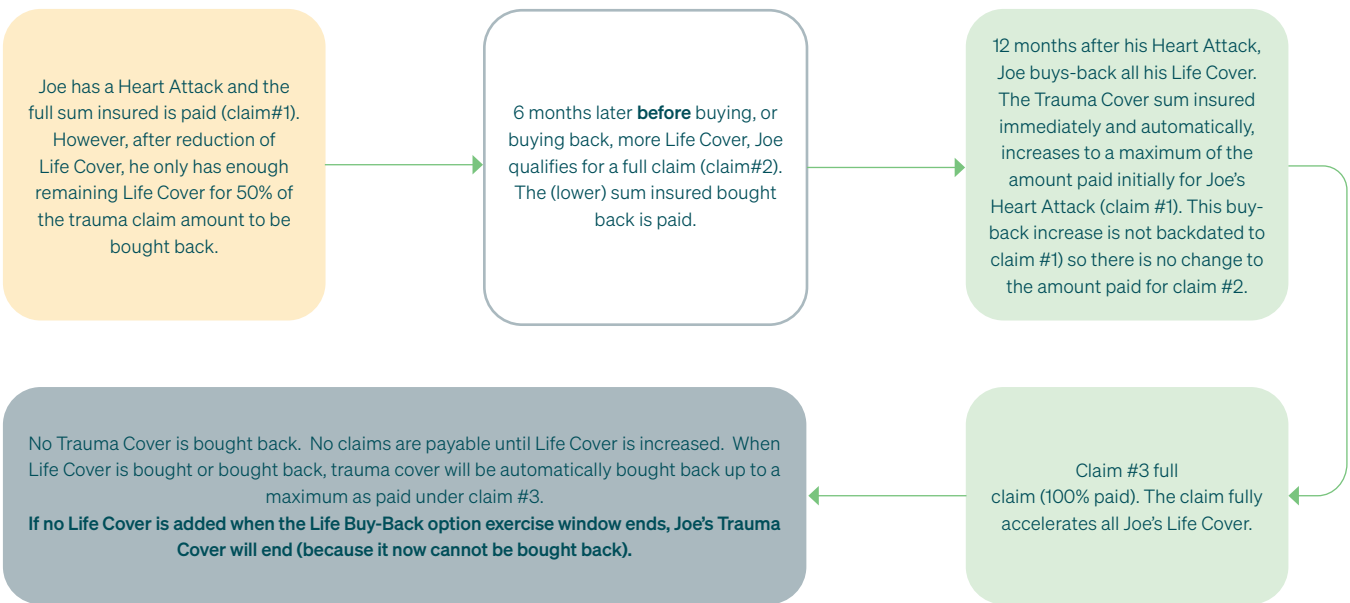 Joe has a Heart Attack and the
full sum insured is paid (claim#1).
However, after reduction of
Life Cover, he only has enough
remaining Life Cover for 50% of
the trauma claim amount to be
bought back.
6 months later before buying, or
buying back, more Life Cover, Joe
qualifies for a full claim (claim#2).
The (lower) sum insured bought
back is paid.
12 months after his Heart Attack,
Joe buys-back all his Life Cover.
The Trauma Cover sum insured
immediately and automatically,
increases to a maximum of the
amount paid initially for Joe's
Heart Attack (claim #1). This buy-
back increase is not backdated to
claim #1) so there is no change to
the amount paid for claim #2.
Claim #3 full
claim (100% paid). The claim fully
accelerates all Joe's Life Cover.
No Trauma Cover is bought back. No claims are payable until Life Cover is increased. When
Life Cover is bought or bought back, trauma cover will be automatically bought back up to a
maximum as paid under claim #3.
If no Life Cover is added when the Life Buy-Back option exercise window ends, Joe's Trauma
Cover will end (because it now cannot be bought back).